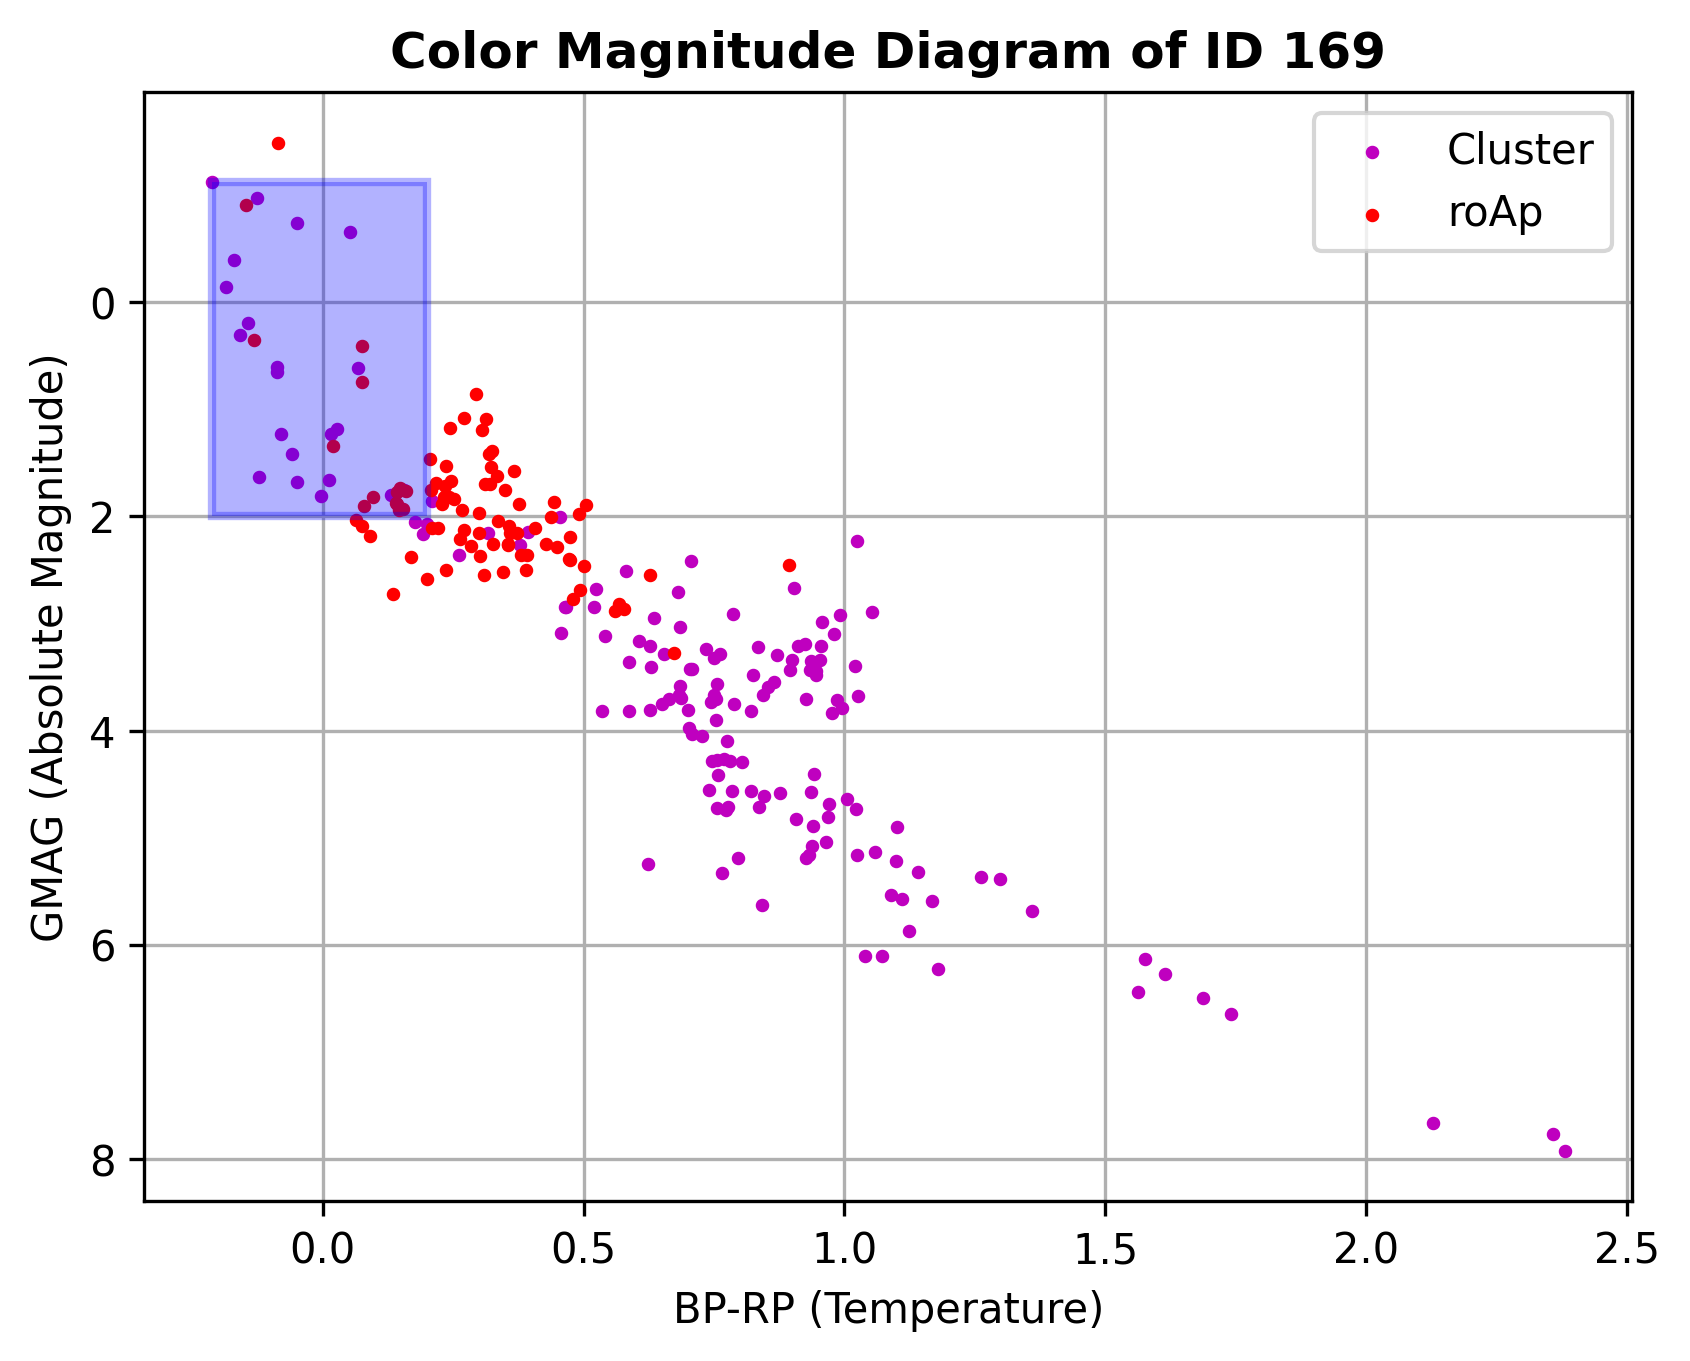 Color Magnitude Diagram of ID 169
Cluster
roAp
GMAG (Absolute Magnitude)
0
2
4
6
8
0.0 0.5 1.0 1.5 2.0 2.5
BP-RP (Temperature)